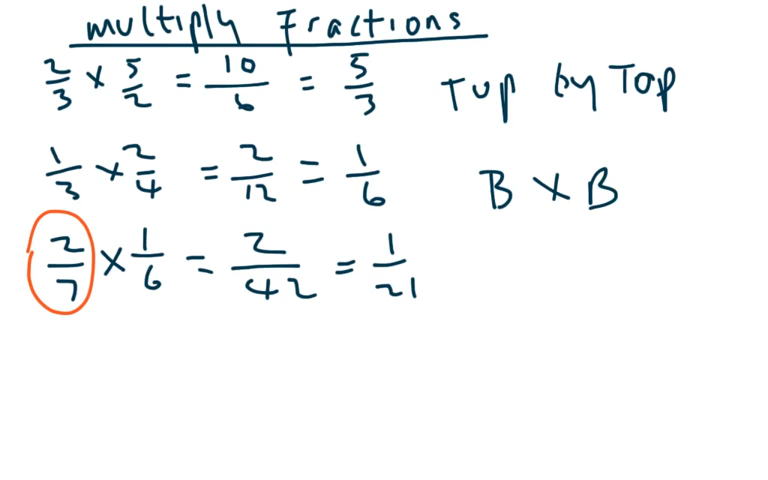 multiply Fractions
2/3 × 5/2 = 10/6 = 5/3 Top by Top
1/3 × 2/4 = 2/12 = 1/6 B × B
2/7 × 1/6 = 2/42 = 1/21